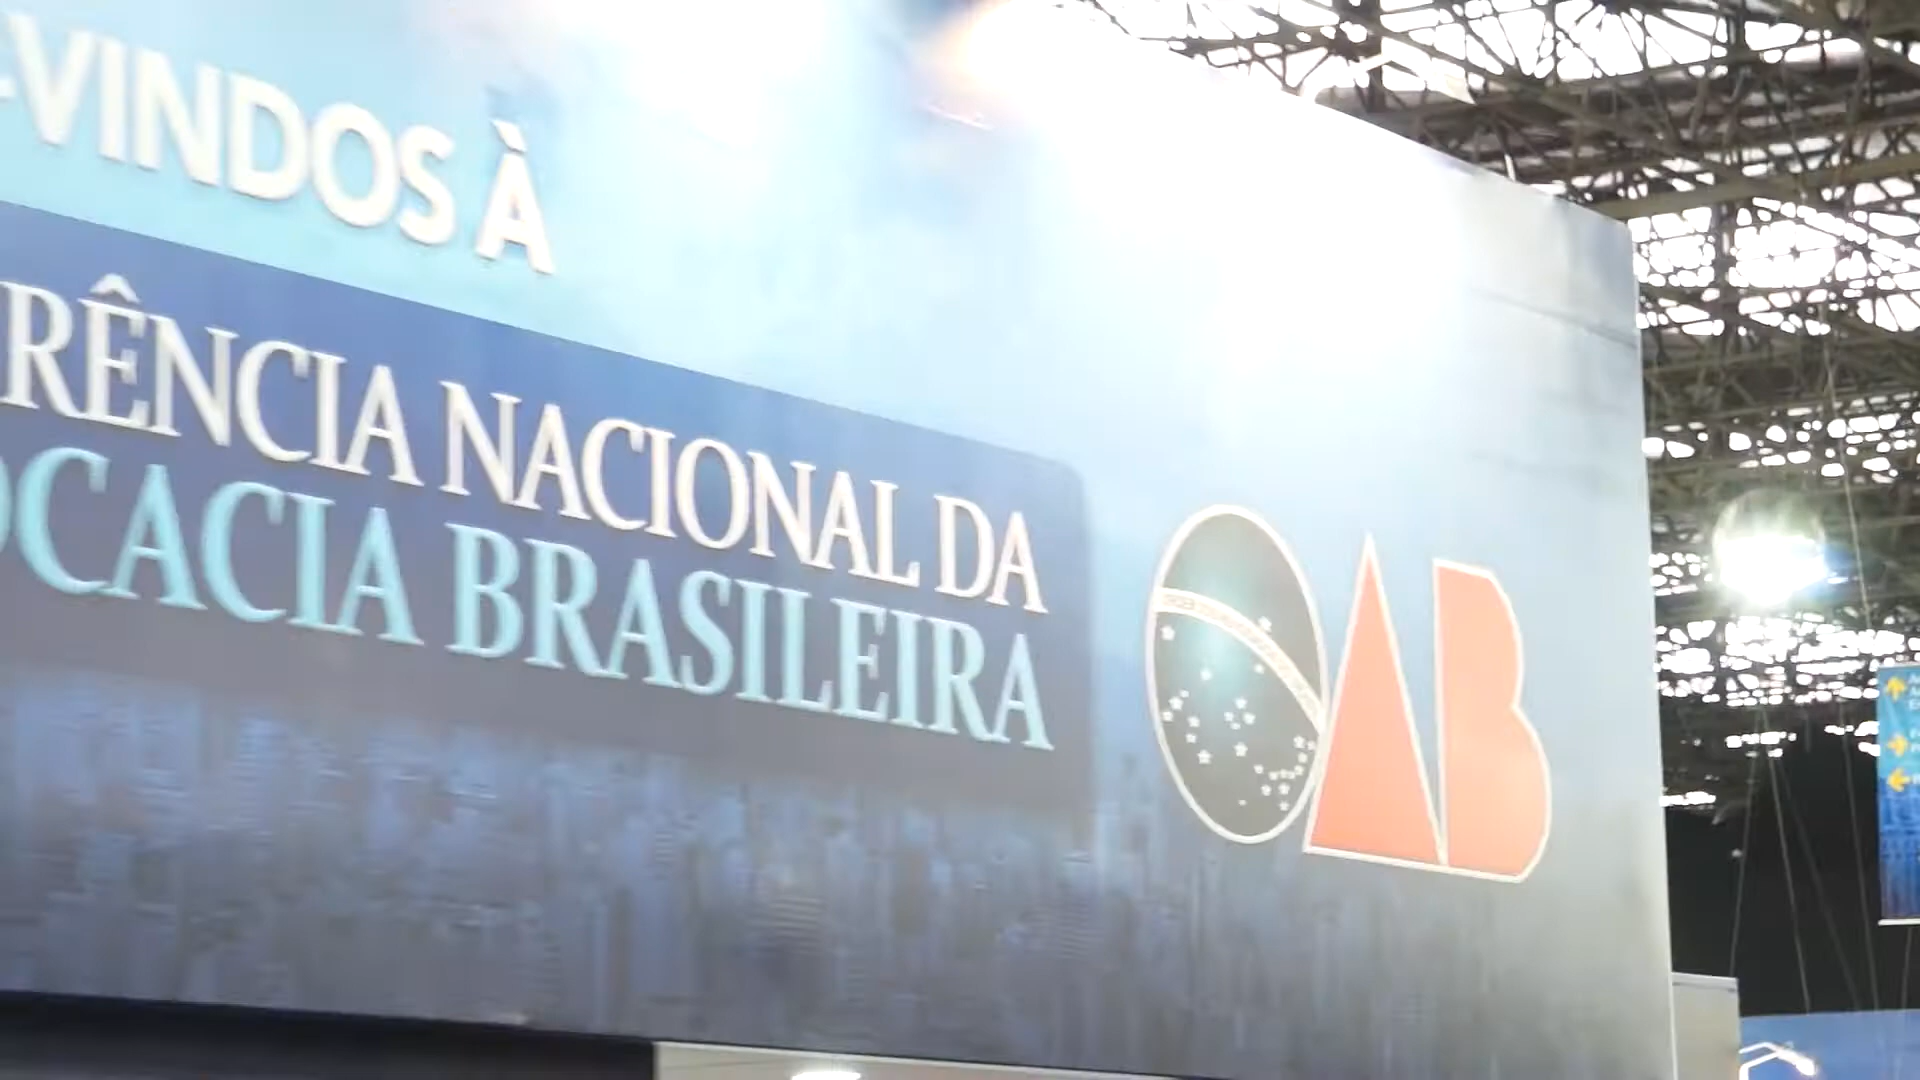 -VINDOS À
RÊNCIA NACIONAL DA
OCACIA BRASILEIRA
OAB